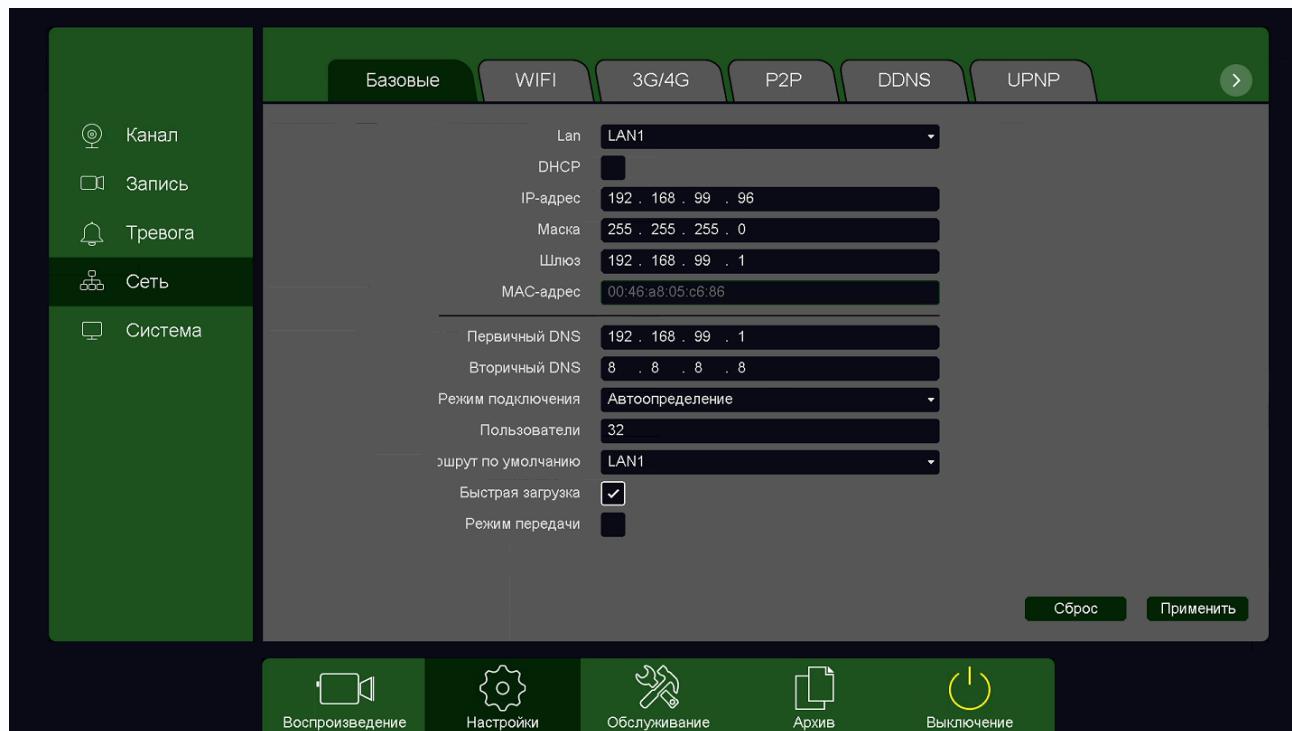 Базовые WIFI 3G/4G P2P DDNS UPNP
Канал
Запись
Тревога
Сеть
Система
Lan LAN1
DHCP
IP-адрес 192 . 168 . 99 . 96
Маска 255 . 255 . 255 . 0
Шлюз 192 . 168 . 99 . 1
MAC-адрес 00:46:a8:05:c6:86
Первичный DNS 192 . 168 . 99 . 1
Вторичный DNS 8 . 8 . 8 . 8
Режим подключения Автоопределение
Пользователи 32
ршрут по умолчанию LAN1
Быстрая загрузка
Режим передачи
Сброс Применить
Воспроизведение Настройки Обслуживание Архив Выключение